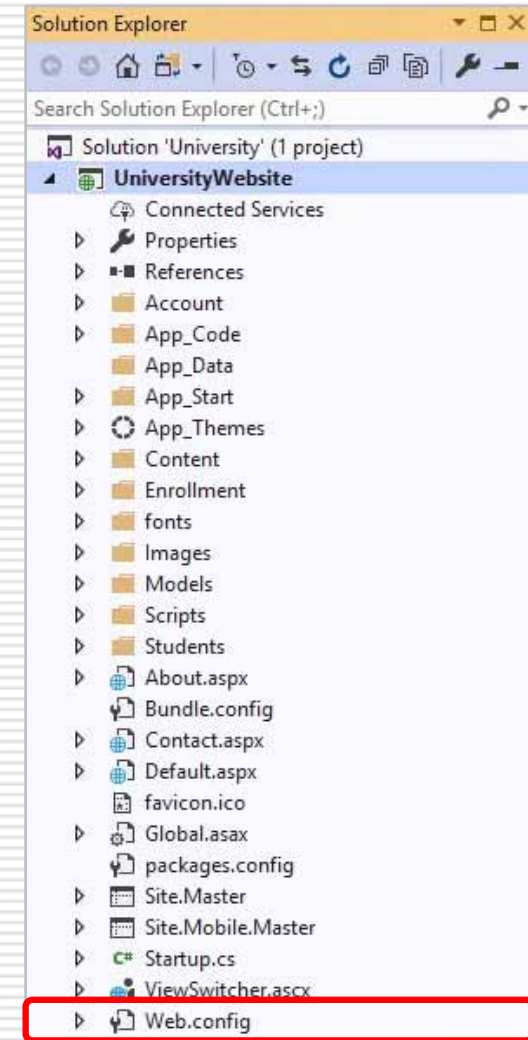 Solution Explorer
Search Solution Explorer (Ctrl+;)
Solution 'University' (1 project)
UniversityWebsite
Connected Services
Properties
References
Account
App_Code
App_Data
App_Start
App_Themes
Content
Enrollment
fonts
Images
Models
Scripts
Students
About.aspx
Bundle.config
Contact.aspx
Default.aspx
favicon.ico
Global.asax
packages.config
Site.Master
Site.Mobile.Master
C# Startup.cs
ViewSwitcher.ascx
Web.config